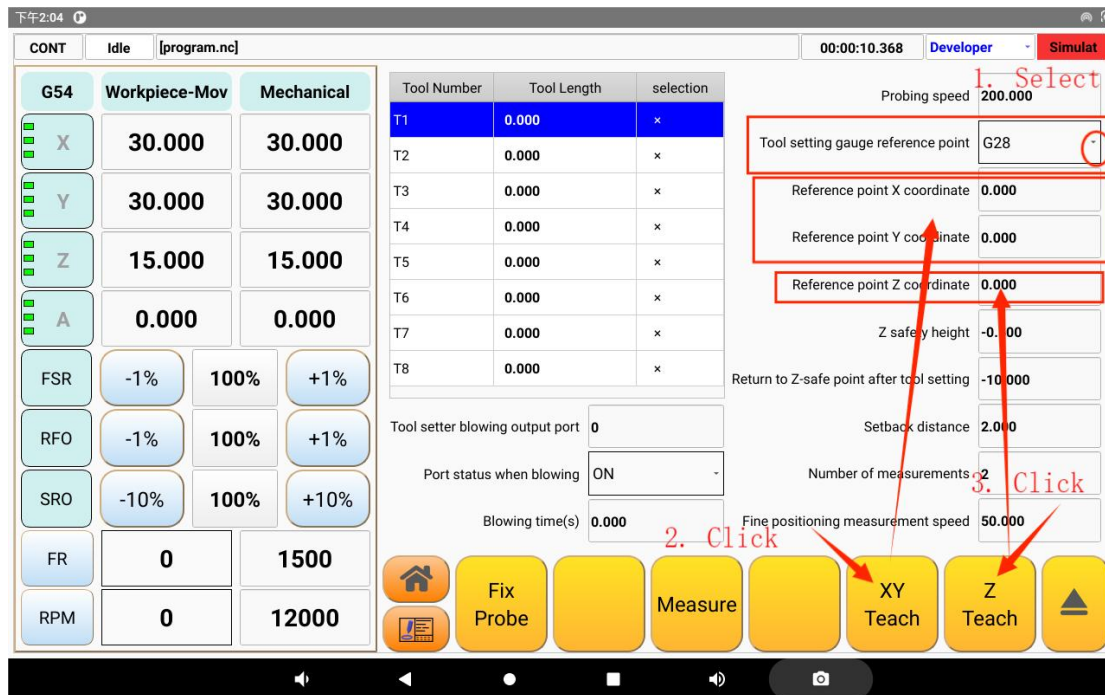 下午2:04
CONT Idle [program.nc] 00:00:10.368 Developer Simulat
G54 Workpiece-Mov Mechanical
X 30.000 30.000
Y 30.000 30.000
Z 15.000 15.000
A 0.000 0.000
FSR -1% 100% +1%
RFO -1% 100% +1%
SRO -10% 100% +10%
FR 0 1500
RPM 0 12000
Tool Number Tool Length selection
T1 0.000 ×
T2 0.000 ×
T3 0.000 ×
T4 0.000 ×
T5 0.000 ×
T6 0.000 ×
T7 0.000 ×
T8 0.000 ×
Tool setter blowing output port 0
Port status when blowing ON
Blowing time(s) 0.000
1. Select
Probing speed 200.000
Tool setting gauge reference point G28
Reference point X coordinate 0.000
Reference point Y coordinate 0.000
Reference point Z coordinate 0.000
Z safety height
Return to Z-safe point after tool setting -10.000
Setback distance 2.000
Number of measurements 2
3. Click
Fine positioning measurement speed 50.000
2. Click
Fix Probe
Measure
XY Teach
Z Teach